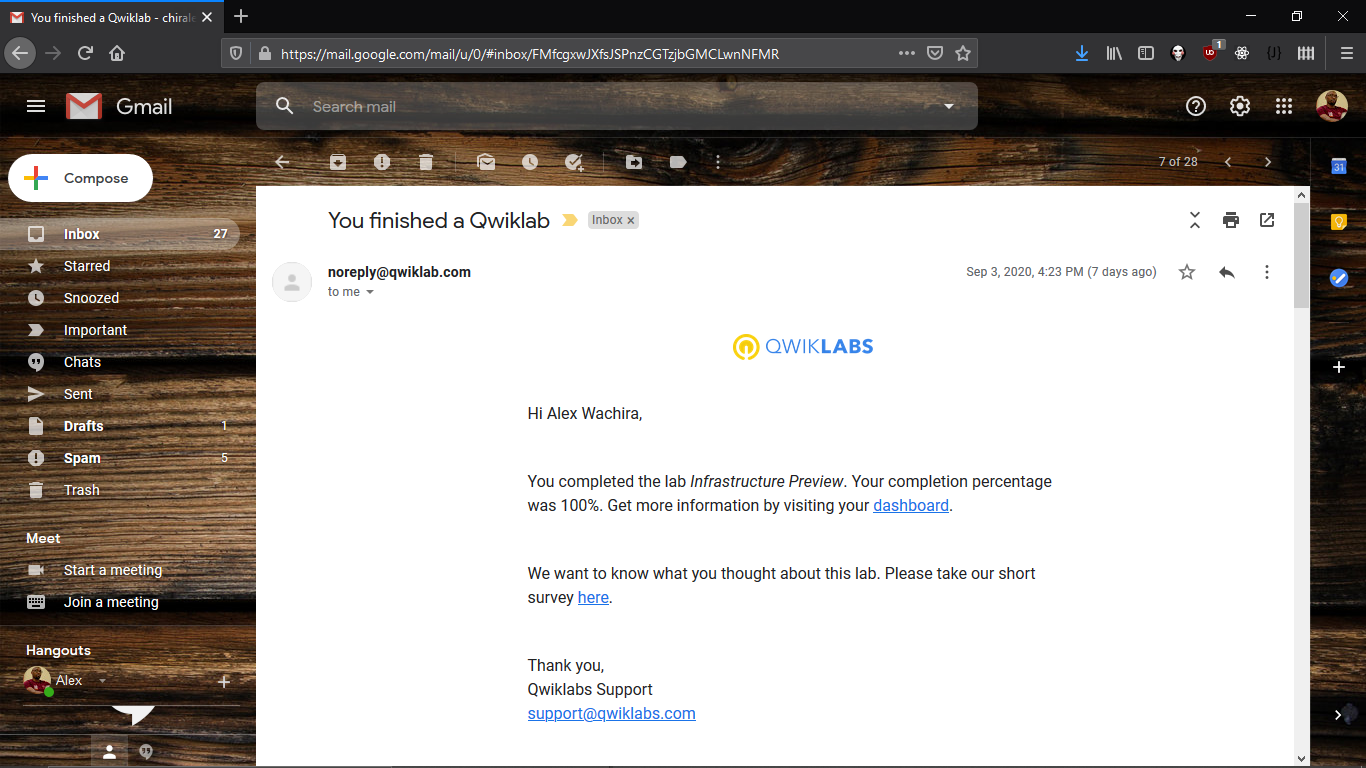 You finished a Qwiklab - chirale
https://mail.google.com/mail/u/0/#inbox/FMfcgxwJXfsJSPnzCGTzjbGMCLwnNFMR
1
Gmail
Search mail
Compose
7 of 28
31
Inbox 27
Starred
Snoozed
Important
Chats
Sent
Drafts 1
Spam 5
Trash
Meet
Start a meeting
Join a meeting
Hangouts
Alex
You finished a Qwiklab
Inbox x
noreply@qwiklab.com
Sep 3, 2020, 4:23 PM (7 days ago)
to me
QWIKLABS
Hi Alex Wachira,
You completed the lab Infrastructure Preview. Your completion percentage
was 100%. Get more information by visiting your dashboard.
We want to know what you thought about this lab. Please take our short
survey here.
Thank you,
Qwiklabs Support
support@qwiklabs.com